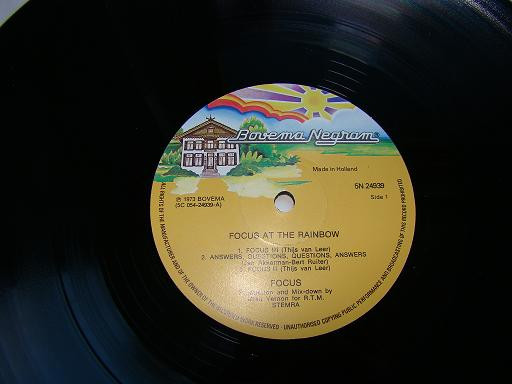 Bovema Negram
Made in Holland
℗ 1973 BOVEMA
(5C 054-24939-A)
5N 24939
Side 1
FOCUS AT THE RAINBOW
1. FOCUS III (Thijs van Leer)
2. ANSWERS, QUESTIONS, QUESTIONS, ANSWERS
(Jan Akkerman-Bert Ruiter)
3. FOCUS II (Thijs van Leer)
FOCUS
and Mix-down by
Vernon for R.T.M.
STEMRA
ALL RIGHTS OF THE MANUFACTURER AND OF THE OWNER OF THE RECORDED WORK RESERVED · UNAUTHORISED COPYING PUBLIC PERFORMANCE AND BROADCASTING OF THIS RECORD PROHIBITED